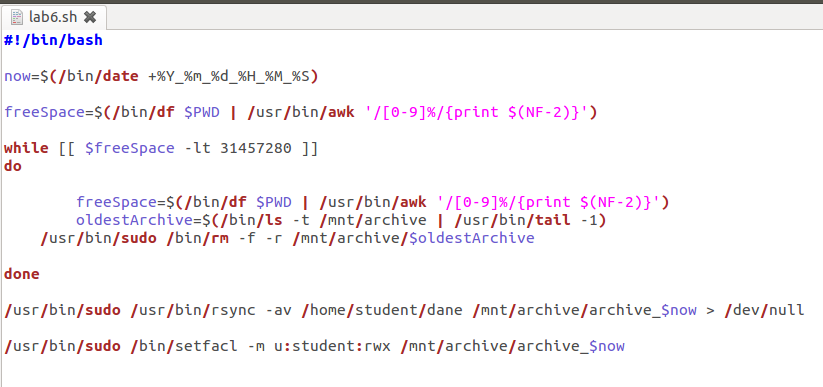 lab6.sh
#!/bin/bash
now=$(/bin/date +%Y_%m_%d_%H_%M_%S)
freeSpace=$(/bin/df $PWD | /usr/bin/awk '/[0-9]%/{print $(NF-2)}')
while [[ $freeSpace -lt 31457280 ]]
do
        freeSpace=$(/bin/df $PWD | /usr/bin/awk '/[0-9]%/{print $(NF-2)}')
        oldestArchive=$(/bin/ls -t /mnt/archive | /usr/bin/tail -1)
    /usr/bin/sudo /bin/rm -f -r /mnt/archive/$oldestArchive
done
/usr/bin/sudo /usr/bin/rsync -av /home/student/dane /mnt/archive/archive_$now > /dev/null
/usr/bin/sudo /bin/setfacl -m u:student:rwx /mnt/archive/archive_$now